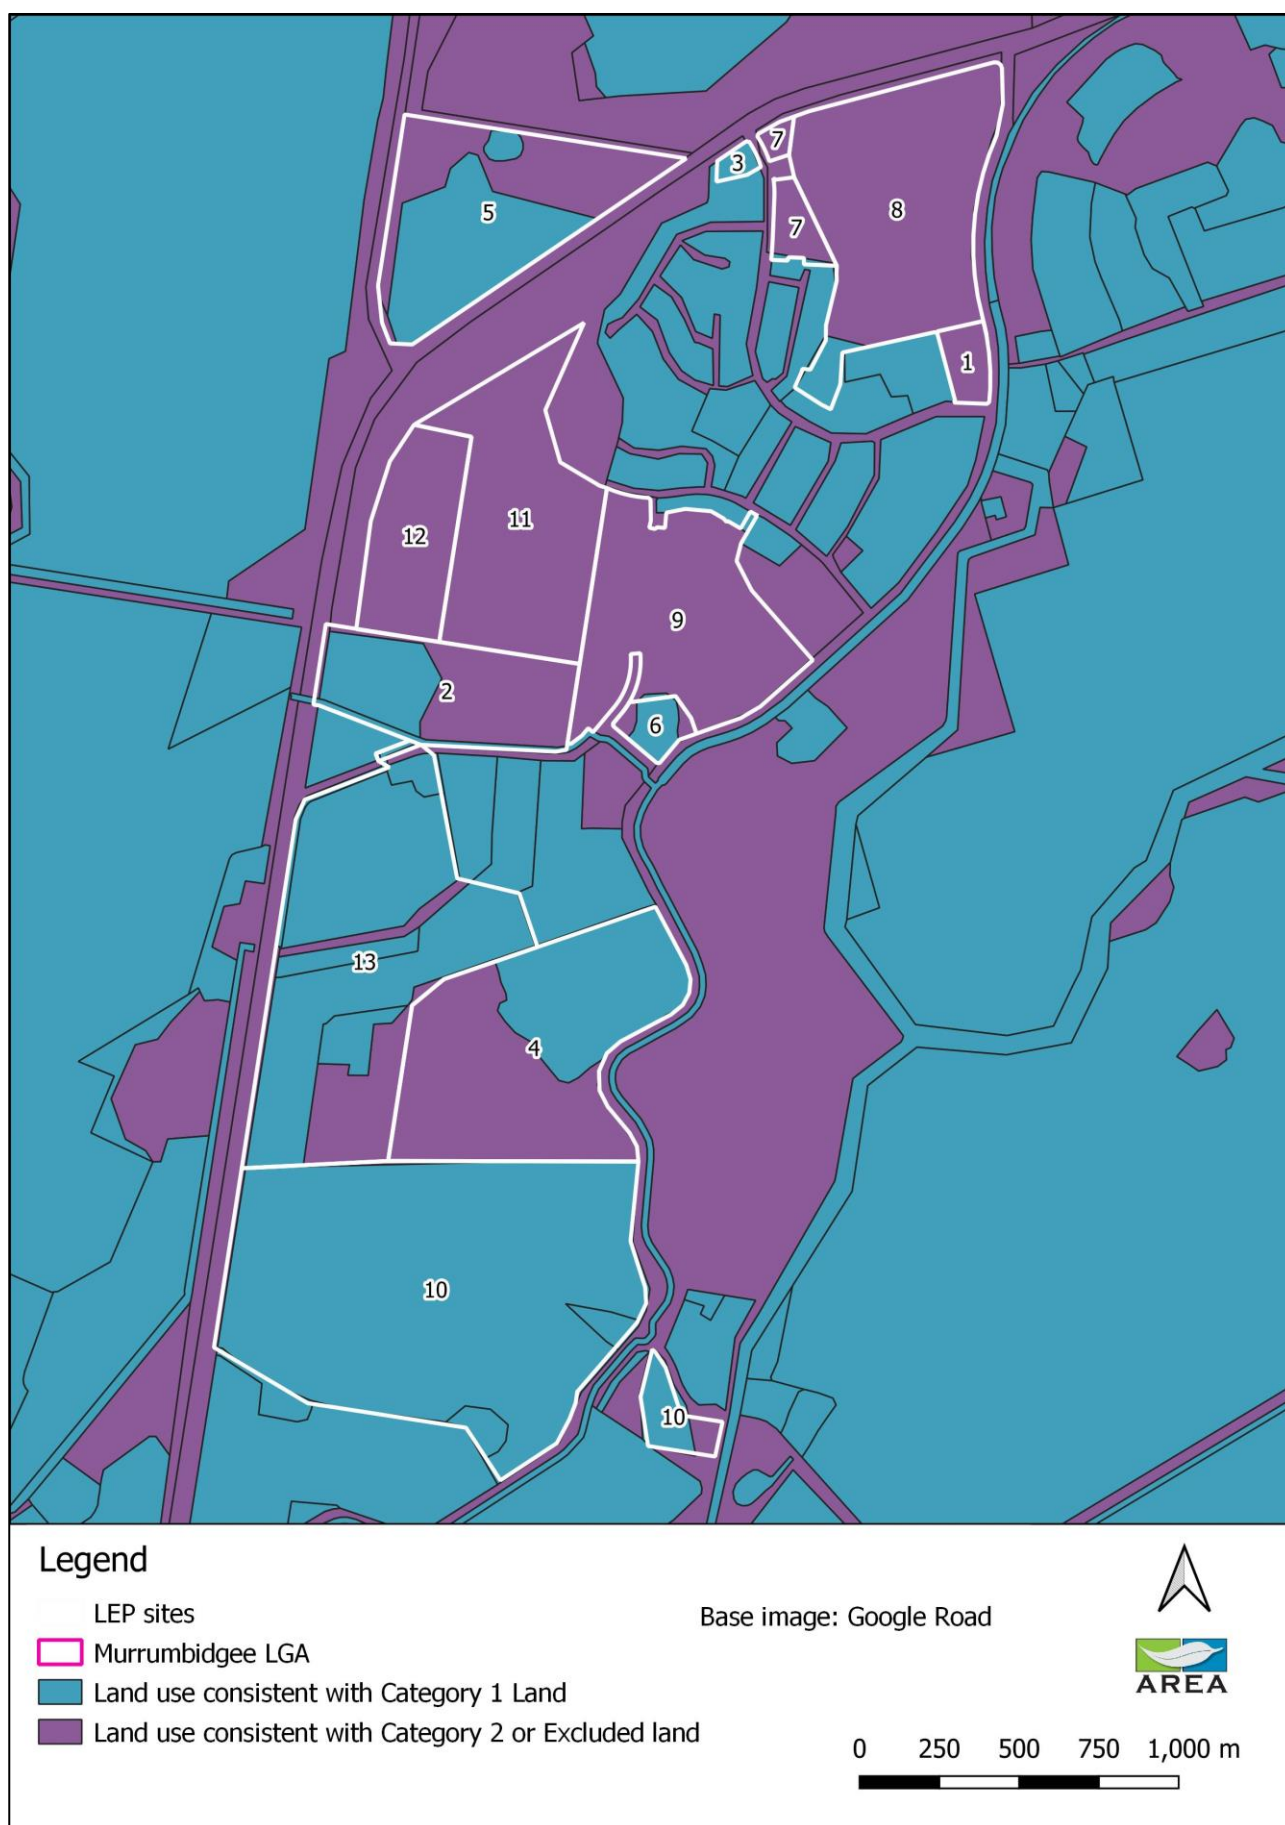 7
3
5
8
7
1
11
12
9
2
6
13
4
10
10
Legend
LEP sites
Murrumbidgee LGA
Land use consistent with Category 1 Land
Land use consistent with Category 2 or Excluded land
Base image: Google Road
AREA
0 250 500 750 1,000 m